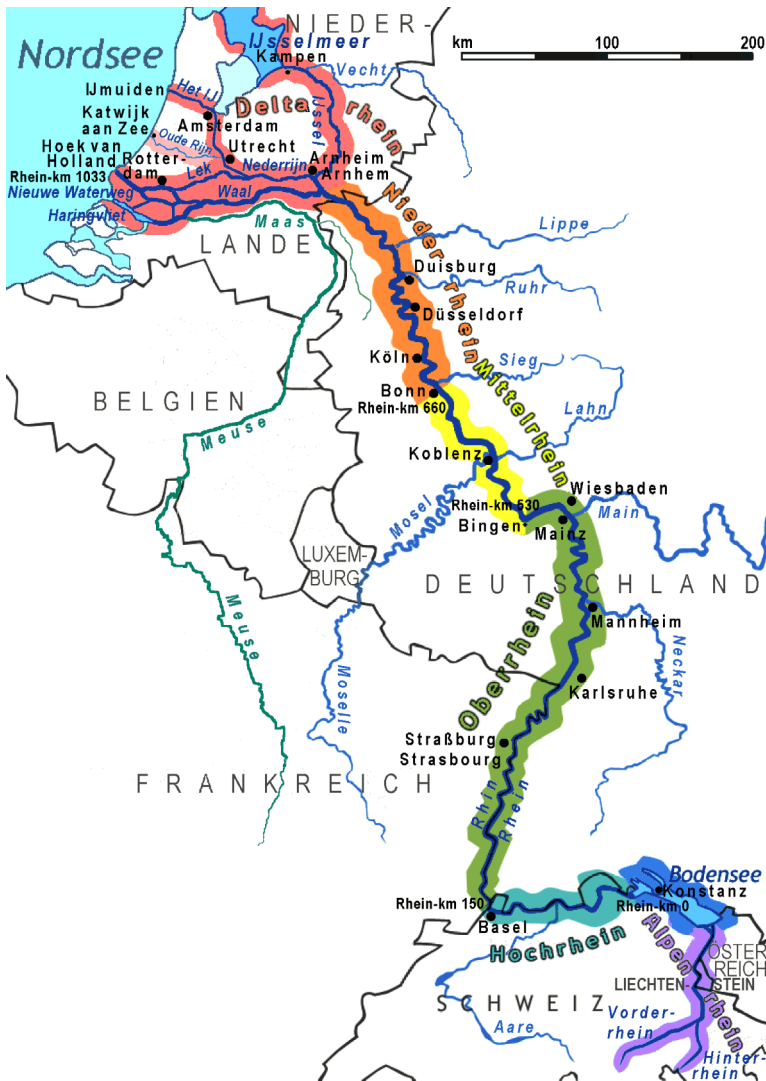 NIEDER-
km
100
200
Nordsee
IJsselmeer
Kampen
Vecht
IJmuiden
Het IJ
Delta
rhein
IJssel
Katwijk
aan Zee
Amsterdam
Oude Rijn
Utrecht
Hoek van
Holland
Rotter-
dam
Lek
Nederrijn
Arnheim
Arnhem
Rhein-km 1033
Nieuwe Waterweg
Waal
Haringvliet
Maas
LANDE
Nieder
rhein
Lippe
Duisburg
Ruhr
Düsseldorf
Köln
Sieg
Bonn
Rhein-km 660
Mittelrhein
BELGIEN
Lahn
Meuse
Koblenz
Wiesbaden
Rhein-km 530
Mosel
Bingen
Mainz
Main
LUXEM-
BURG
DEUTSCHLAND
Meuse
Mannheim
Oberrhein
Neckar
Moselle
Karlsruhe
Straßburg
Strasbourg
FRANKREICH
Rhin
Rhein
Bodensee
Konstanz
Rhein-km 150
Rhein-km 0
Basel
Hochrhein
Alpen
rhein
ÖSTER
REICH
LIECHTEN-
STEIN
SCHWEIZ
Vorder-
rhein
Aare
Hinter-
rhein